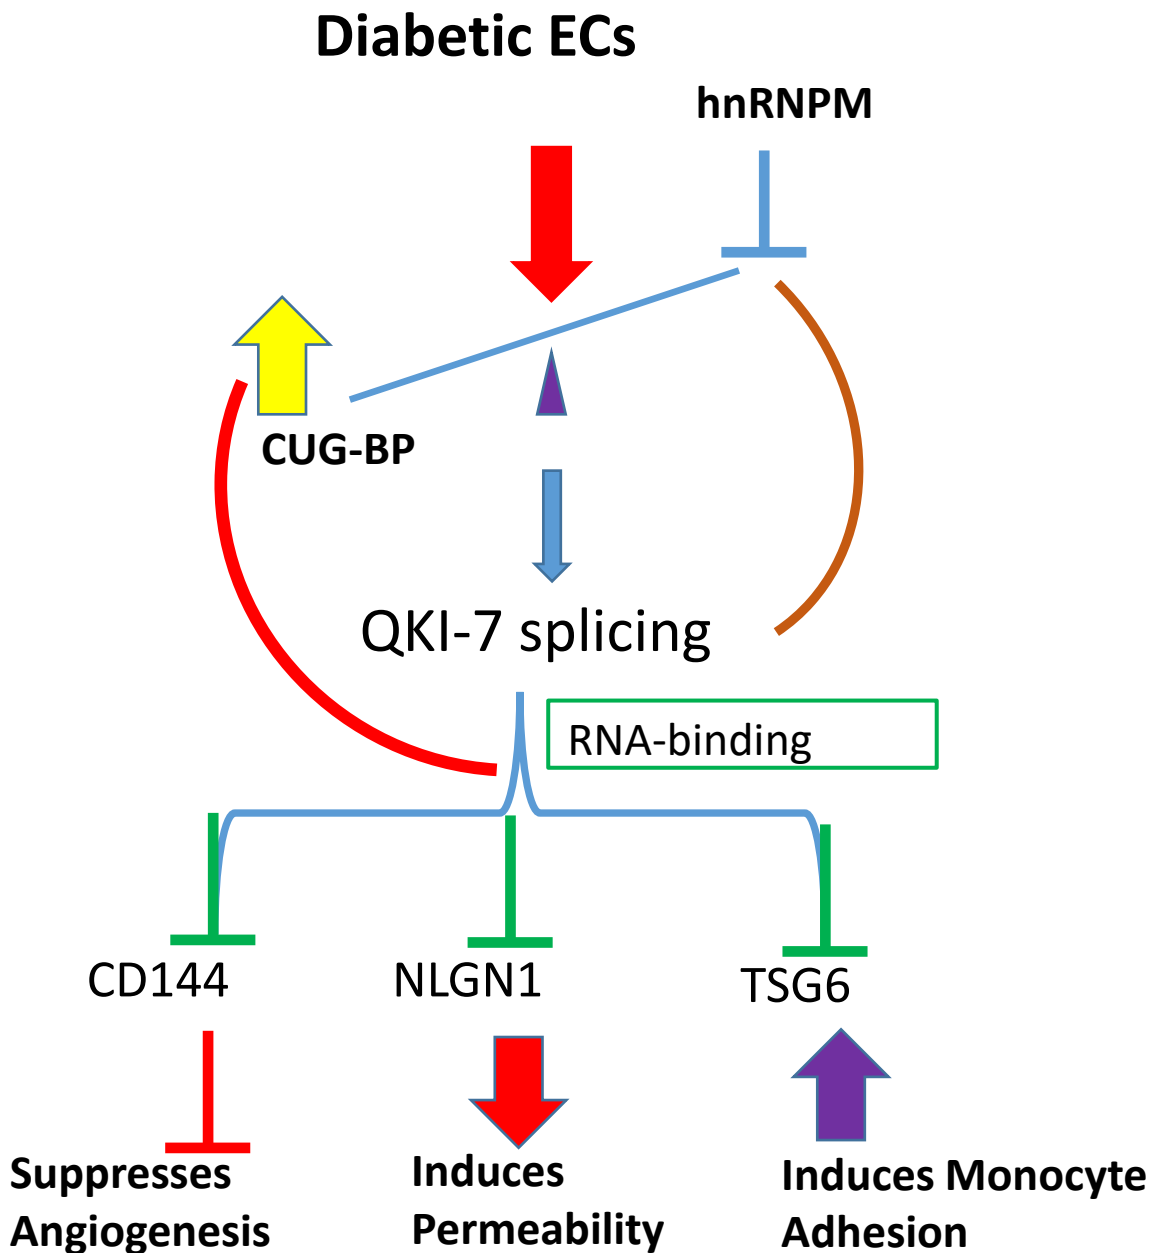 Diabetic ECs
hnRNPM
CUG-BP
QKI-7 splicing
RNA-binding
CD144
NLGN1
TSG6
Suppresses
Angiogenesis
Induces
Permeability
Induces Monocyte
Adhesion